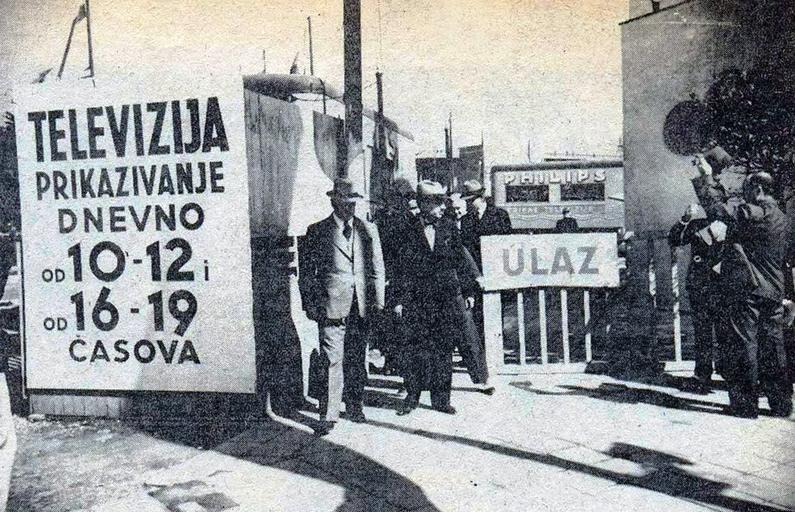 TELEVIZIJA
PRIKAZIVANJE
DNEVNO
OD 10-12 i
OD 16-19
ČASOVA
PHILIPS
ULAZ